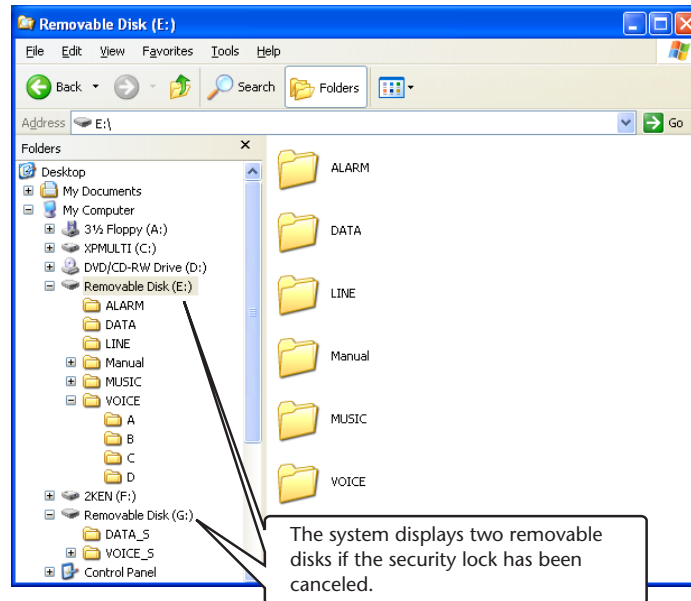 Removable Disk (E:)
File Edit View Favorites Tools Help
Back Search Folders
Address E:\ Go
Folders
Desktop
My Documents
My Computer
3½ Floppy (A:)
XPMULTI (C:)
DVD/CD-RW Drive (D:)
Removable Disk (E:)
ALARM
DATA
LINE
Manual
MUSIC
VOICE
A
B
C
D
2KEN (F:)
Removable Disk (G:)
DATA_S
VOICE_S
Control Panel
ALARM
DATA
LINE
Manual
MUSIC
VOICE
The system displays two removable
disks if the security lock has been
canceled.